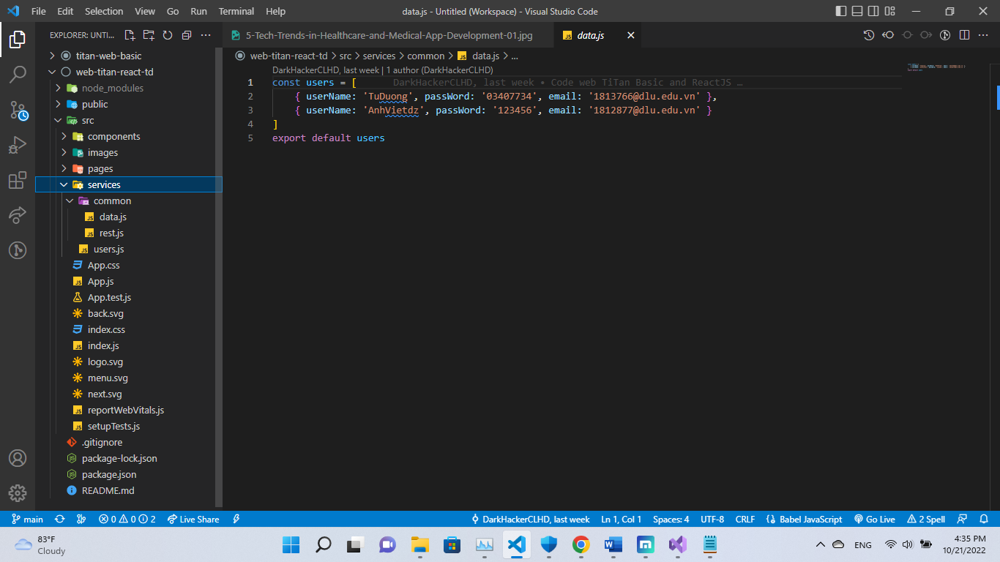 File Edit Selection View Go Run Terminal Help data.js - Untitled (Workspace) - Visual Studio Code
EXPLORER: UNTI...
titan-web-basic
web-titan-react-td
node_modules
public
src
components
images
pages
services
common
data.js
rest.js
users.js
App.css
App.js
App.test.js
back.svg
index.css
index.js
logo.svg
menu.svg
next.svg
reportWebVitals.js
setupTests.js
.gitignore
package-lock.json
package.json
README.md
5-Tech-Trends-in-Healthcare-and-Medical-App-Development-01.jpg data.js
web-titan-react-td > src > services > common > data.js > ...
DarkHackerCLHD, last week | 1 author (DarkHackerCLHD)
1 const users = [ DarkHackerCLHD, last week • Code web TiTan Basic and ReactJS …
2 { userName: 'TuDuong', passWord: '03407734', email: '1813766@dlu.edu.vn' },
3 { userName: 'AnhVietdz', passWord: '123456', email: '1812877@dlu.edu.vn' }
4 ]
5 export default users
main 0 0 2 Live Share DarkHackerCLHD, last week Ln 1, Col 1 Spaces: 4 UTF-8 CRLF Babel JavaScript Go Live 2 Spell
83°F
Cloudy
ENG
4:35 PM
10/21/2022